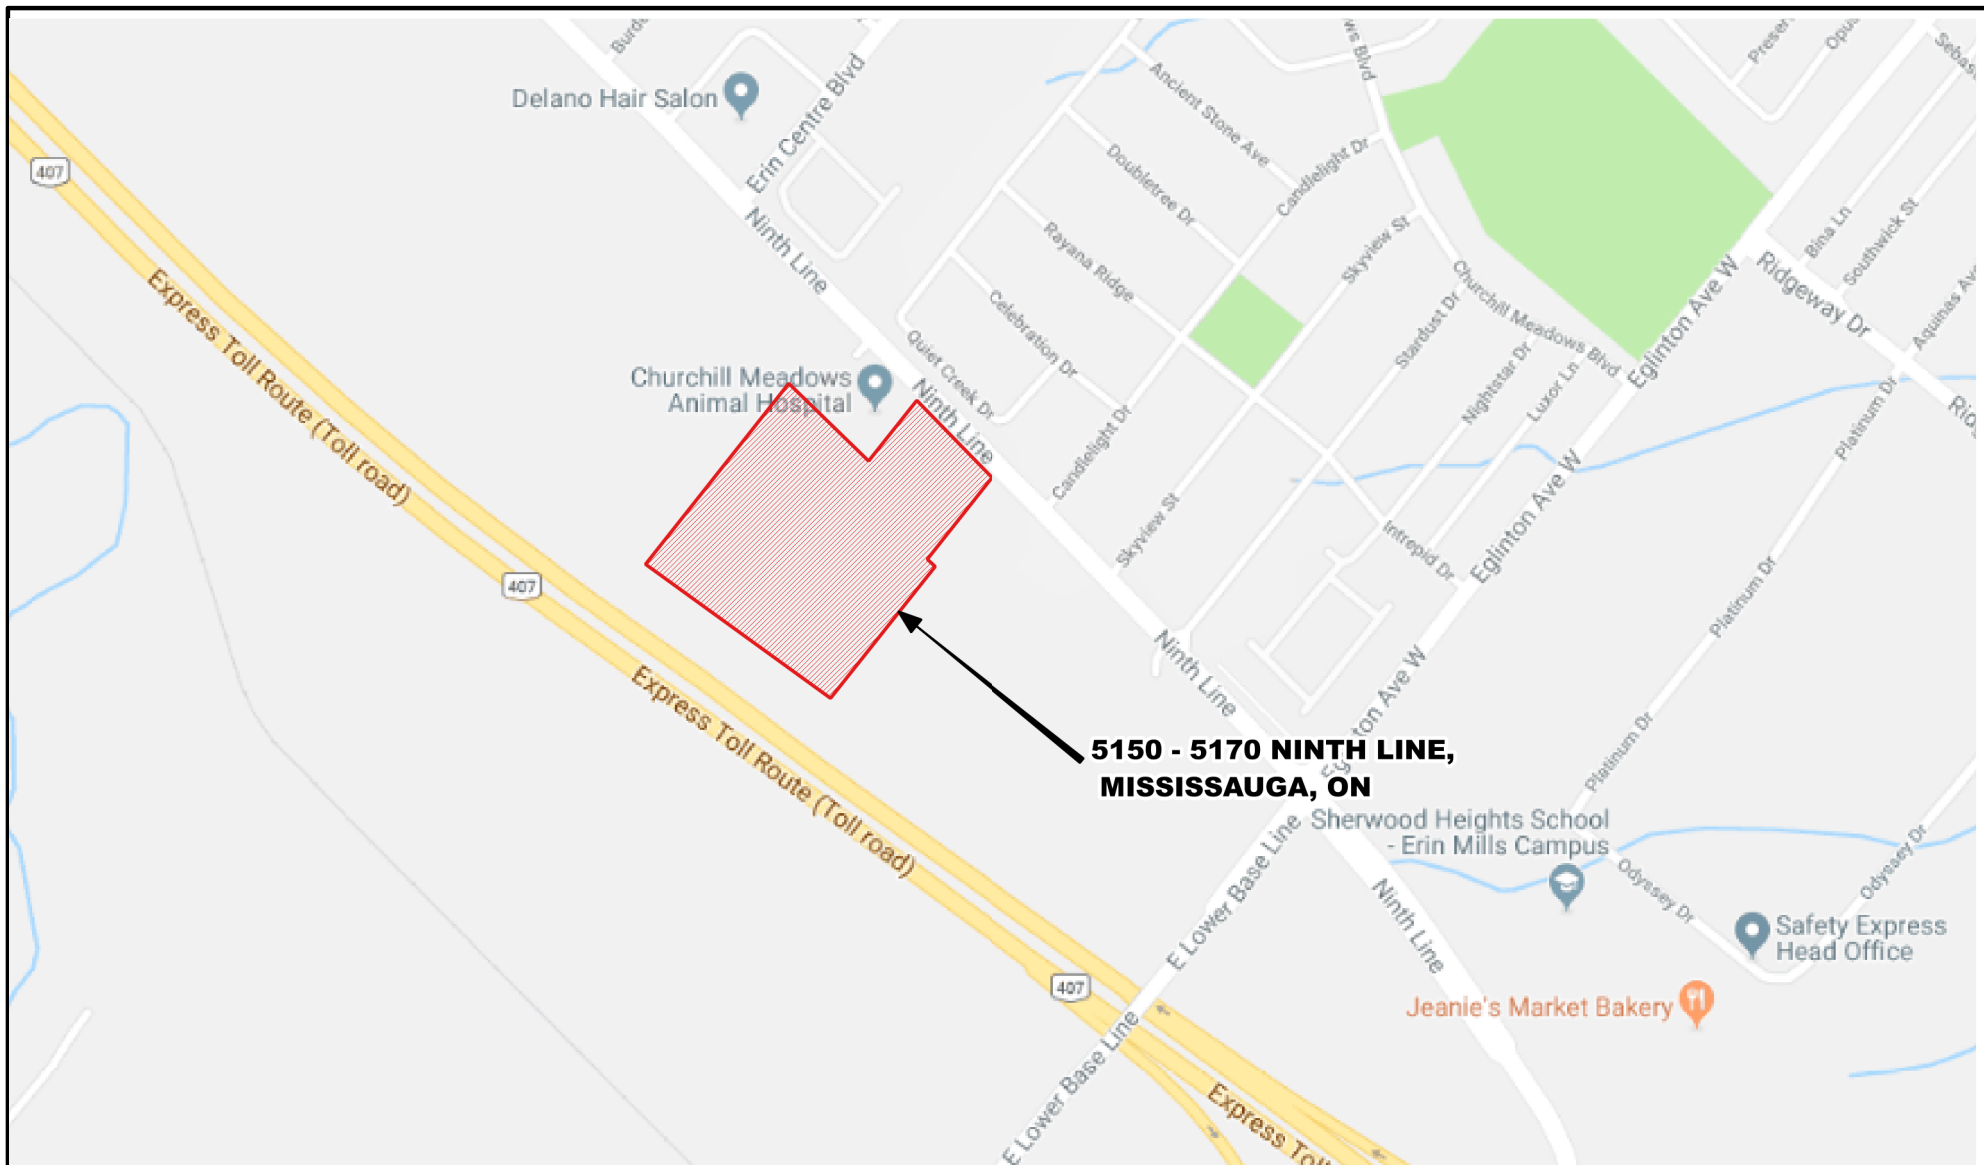 Delano Hair Salon
Erin Centre Blvd
Ancient Stone Ave
Candlelight Dr
Doubletree Dr
407
Ninth Line
Rayana Ridge
Skyview St
Bina Ln
Southwick St
Churchill Meadows Blvd
Ridgeway Dr
Eglinton Ave W
Express Toll Route (Toll road)
Celebration Dr
Stardust Dr
Quiet Creek Dr
Nightstar Dr
Luxor Ln
Churchill Meadows
Animal Hospital
Ninth Line
Candlelight Dr
Platinum Dr
Skyview St
Intrepid Dr
Eglinton Ave W
407
Platinum Dr
Ninth Line
Express Toll Route (Toll road)
Platinum Dr
5150 - 5170 NINTH LINE,
MISSISSAUGA, ON
E Lower Base Line
Sherwood Heights School
- Erin Mills Campus
Odyssey Dr
Odyssey Dr
Ninth Line
Safety Express
Head Office
407
Jeanie's Market Bakery
E Lower Base Line
Express Toll